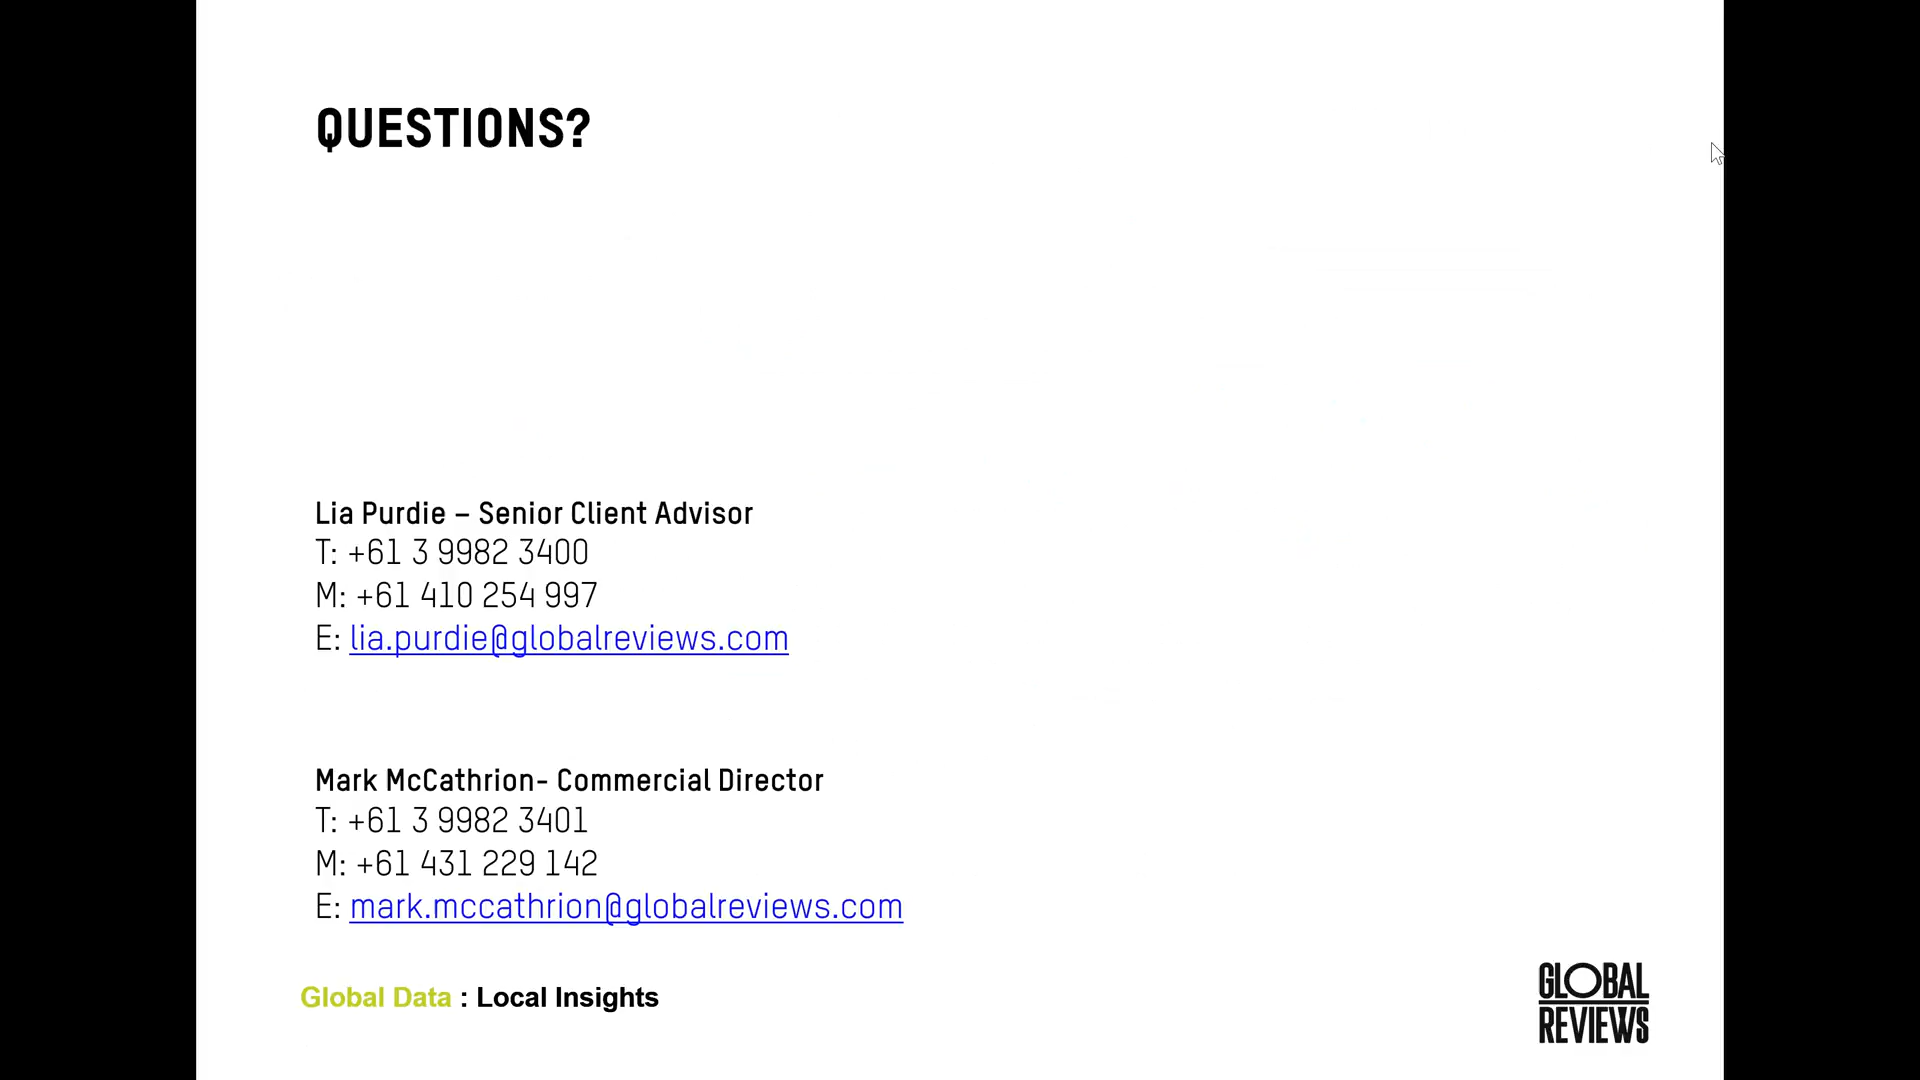 QUESTIONS?
Lia Purdie – Senior Client Advisor
T: +61 3 9982 3400
M: +61 410 254 997
E: lia.purdie@globalreviews.com
Mark McCathrion- Commercial Director
T: +61 3 9982 3401
M: +61 431 229 142
E: mark.mccathrion@globalreviews.com
Global Data : Local Insights
GLOBAL
REVIEWS